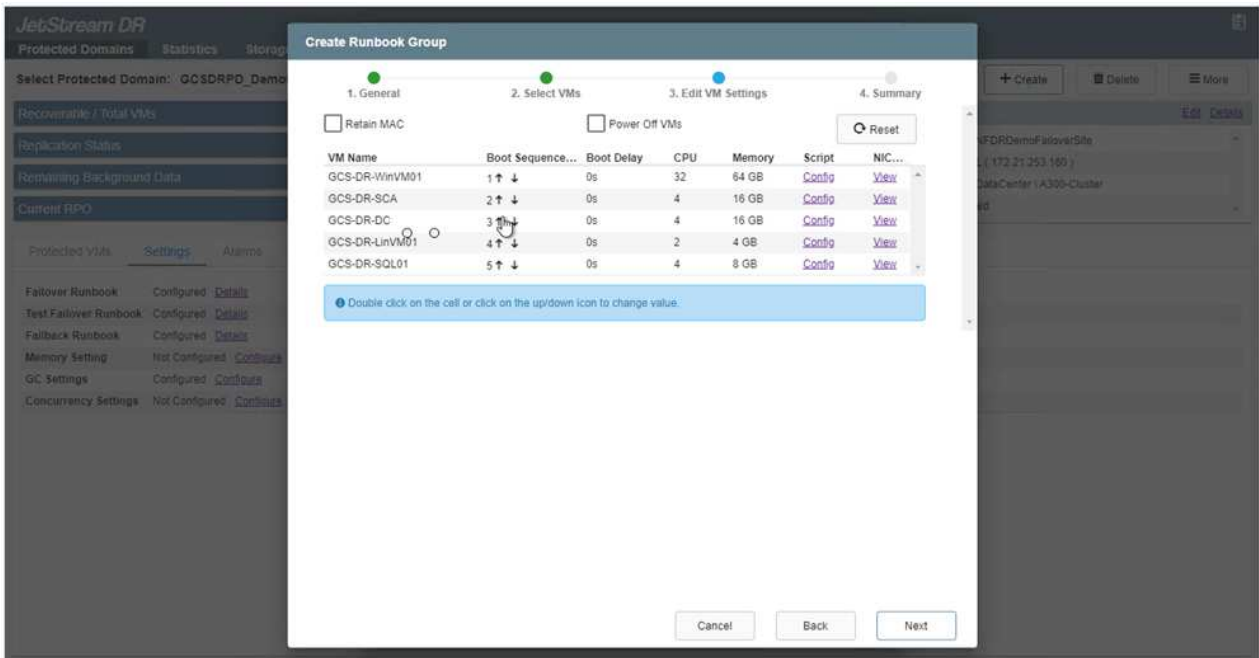 JetStream DR
Protected Domains Statistics Storag
Select Protected Domain: GCSDRPD_Demo
+ Create Delete More
Recoverable / Total VMs
Edit Details
Replication Status
Remaining Background Data
Current RPO
( 172.21.253.160 )
DataCenter \ A300-Cluster
Protected VMs Settings Alarms
Failover Runbook Configured Details
Test Failover Runbook Configured Details
Failback Runbook Configured Details
Memory Setting Not Configured Configure
GC Settings Configured Configure
Concurrency Settings Not Configured Configure
Create Runbook Group
1. General 2. Select VMs 3. Edit VM Settings 4. Summary
Retain MAC Power Off VMs Reset
VM Name Boot Sequence... Boot Delay CPU Memory Script NIC...
GCS-DR-WinVM01 1 ↑ ↓ 0s 32 64 GB Config View
GCS-DR-SCA 2 ↑ ↓ 0s 4 16 GB Config View
GCS-DR-DC 3 ↑ ↓ 0s 4 16 GB Config View
GCS-DR-LinVM01 4 ↑ ↓ 0s 2 4 GB Config View
GCS-DR-SQL01 5 ↑ ↓ 0s 4 8 GB Config View
Double click on the cell or click on the up/down icon to change value.
Cancel Back Next